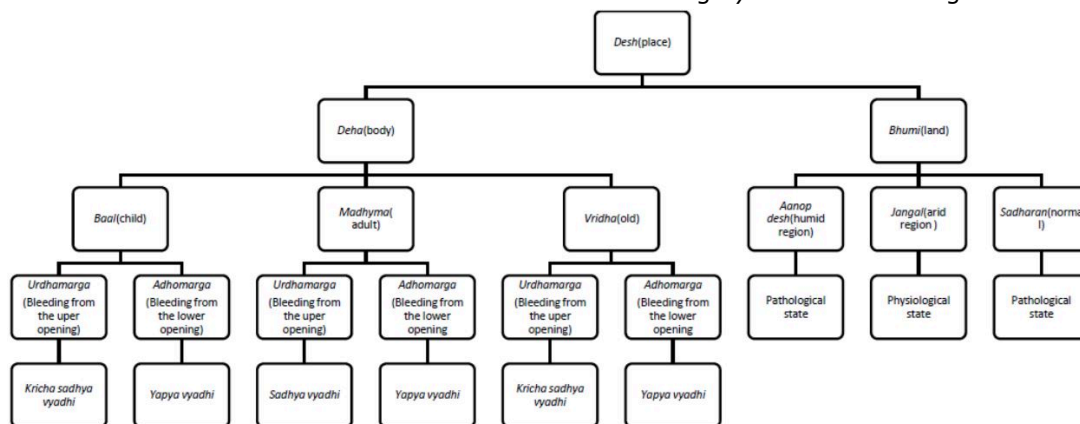 Desh(place)
Deha(body)
Bhumi(land)
Baal(child)
Madhyma(
adult)
Vridha(old)
Aanop
desh(humid
region)
Jangal(arid
region )
Sadharan(norma
l)
Urdhamarga
(Bleeding from
the uper
opening)
Adhomarga
(Bleeding from
the lower
opening)
Urdhamarga
(Bleeding from
the uper
opening)
Adhomarga
(Bleeding from
the lower
opening
Urdhamarga
(Bleeding from
the uper
opening)
Adhomarga
(Bleeding from
the lower
opening
Pathological
state
Physiological
state
Pathological
state
Kricha sadhya
vyadhi
Yapya vyadhi
Sadhya vyadhi
Yapya vyadhi
Kricha sadhya
vyadhi
Yapya vyadhi